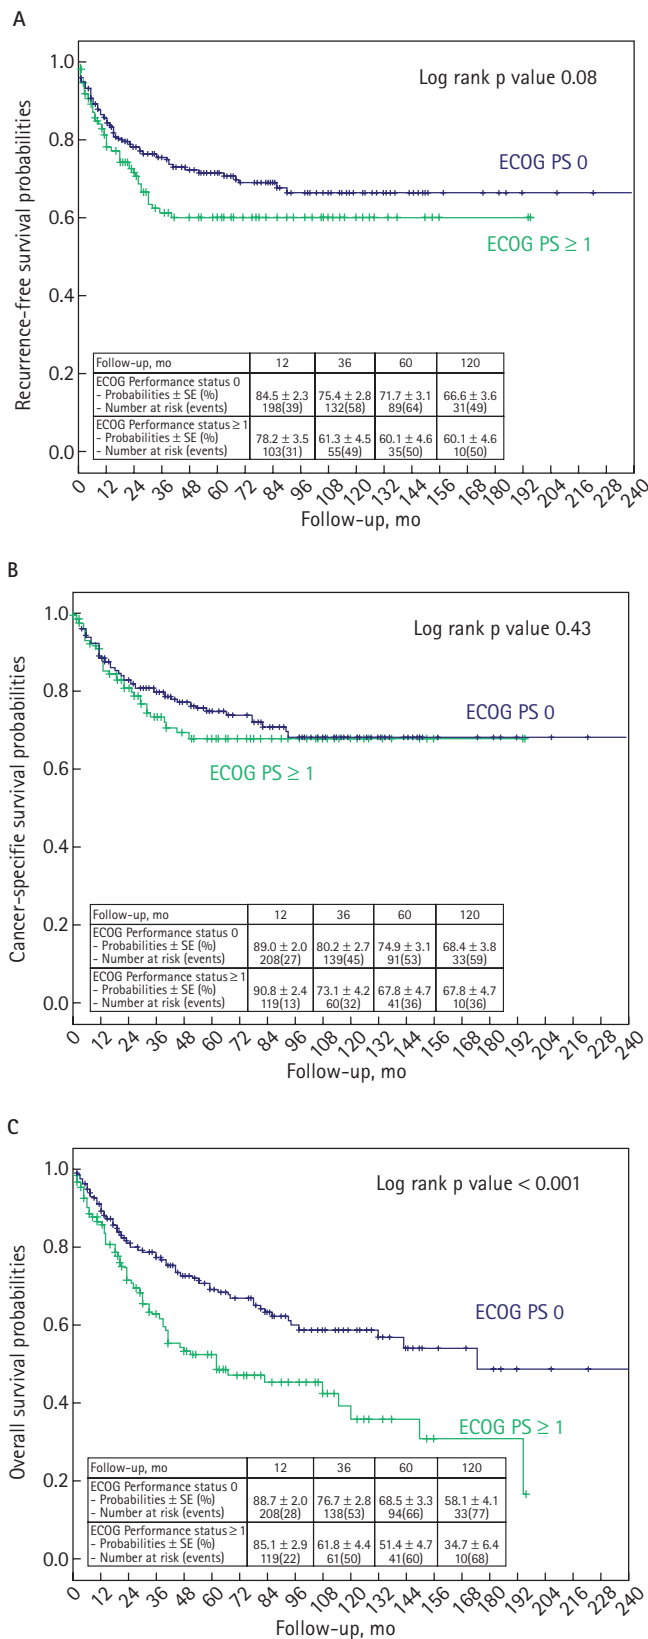 A
Log rank p value 0.08
ECOG PS 0
ECOG PS ≥ 1
Recurrence-free survival probabilities
1.0
0.8
0.6
0.4
0.2
0.0
Follow-up, mo 12 36 60 120
ECOG Performance status 0
- Probabilities ± SE (%) 84.5 ± 2.3 75.4 ± 2.8 71.7 ± 3.1 66.6 ± 3.6
- Number at risk (events) 198(39) 132(58) 89(64) 31(49)
ECOG Performance status ≥ 1
- Probabilities ± SE (%) 78.2 ± 3.5 61.3 ± 4.5 60.1 ± 4.6 60.1 ± 4.6
- Number at risk (events) 103(31) 55(49) 35(50) 10(50)
0 12 24 36 48 60 72 84 96 108 120 132 144 156 168 180 192 204 216 228 240
Follow-up, mo
B
Log rank p value 0.43
ECOG PS 0
ECOG PS ≥ 1
Cancer-specific survival probabilities
1.0
0.8
0.6
0.4
0.2
0.0
Follow-up, mo 12 36 60 120
ECOG Performance status 0
- Probabilities ± SE (%) 89.0 ± 2.0 80.2 ± 2.7 74.9 ± 3.1 68.4 ± 3.8
- Number at risk (events) 208(27) 139(45) 91(53) 33(59)
ECOG Performance status ≥ 1
- Probabilities ± SE (%) 90.8 ± 2.4 73.1 ± 4.2 67.8 ± 4.7 67.8 ± 4.7
- Number at risk (events) 119(13) 60(32) 41(36) 10(36)
0 12 24 36 48 60 72 84 96 108 120 132 144 156 168 180 192 204 216 228 240
Follow-up, mo
C
Log rank p value < 0.001
ECOG PS 0
ECOG PS ≥ 1
Overall survival probabilities
1.0
0.8
0.6
0.4
0.2
0.0
Follow-up, mo 12 36 60 120
ECOG Performance status 0
- Probabilities ± SE (%) 88.7 ± 2.0 76.7 ± 2.8 68.5 ± 3.3 58.1 ± 4.1
- Number at risk (events) 208(28) 138(53) 94(66) 33(77)
ECOG Performance status ≥ 1
- Probabilities ± SE (%) 85.1 ± 2.9 61.8 ± 4.4 51.4 ± 4.7 34.7 ± 6.4
- Number at risk (events) 119(22) 61(50) 41(60) 10(68)
0 12 24 36 48 60 72 84 96 108 120 132 144 156 168 180 192 204 216 228 240
Follow-up, mo